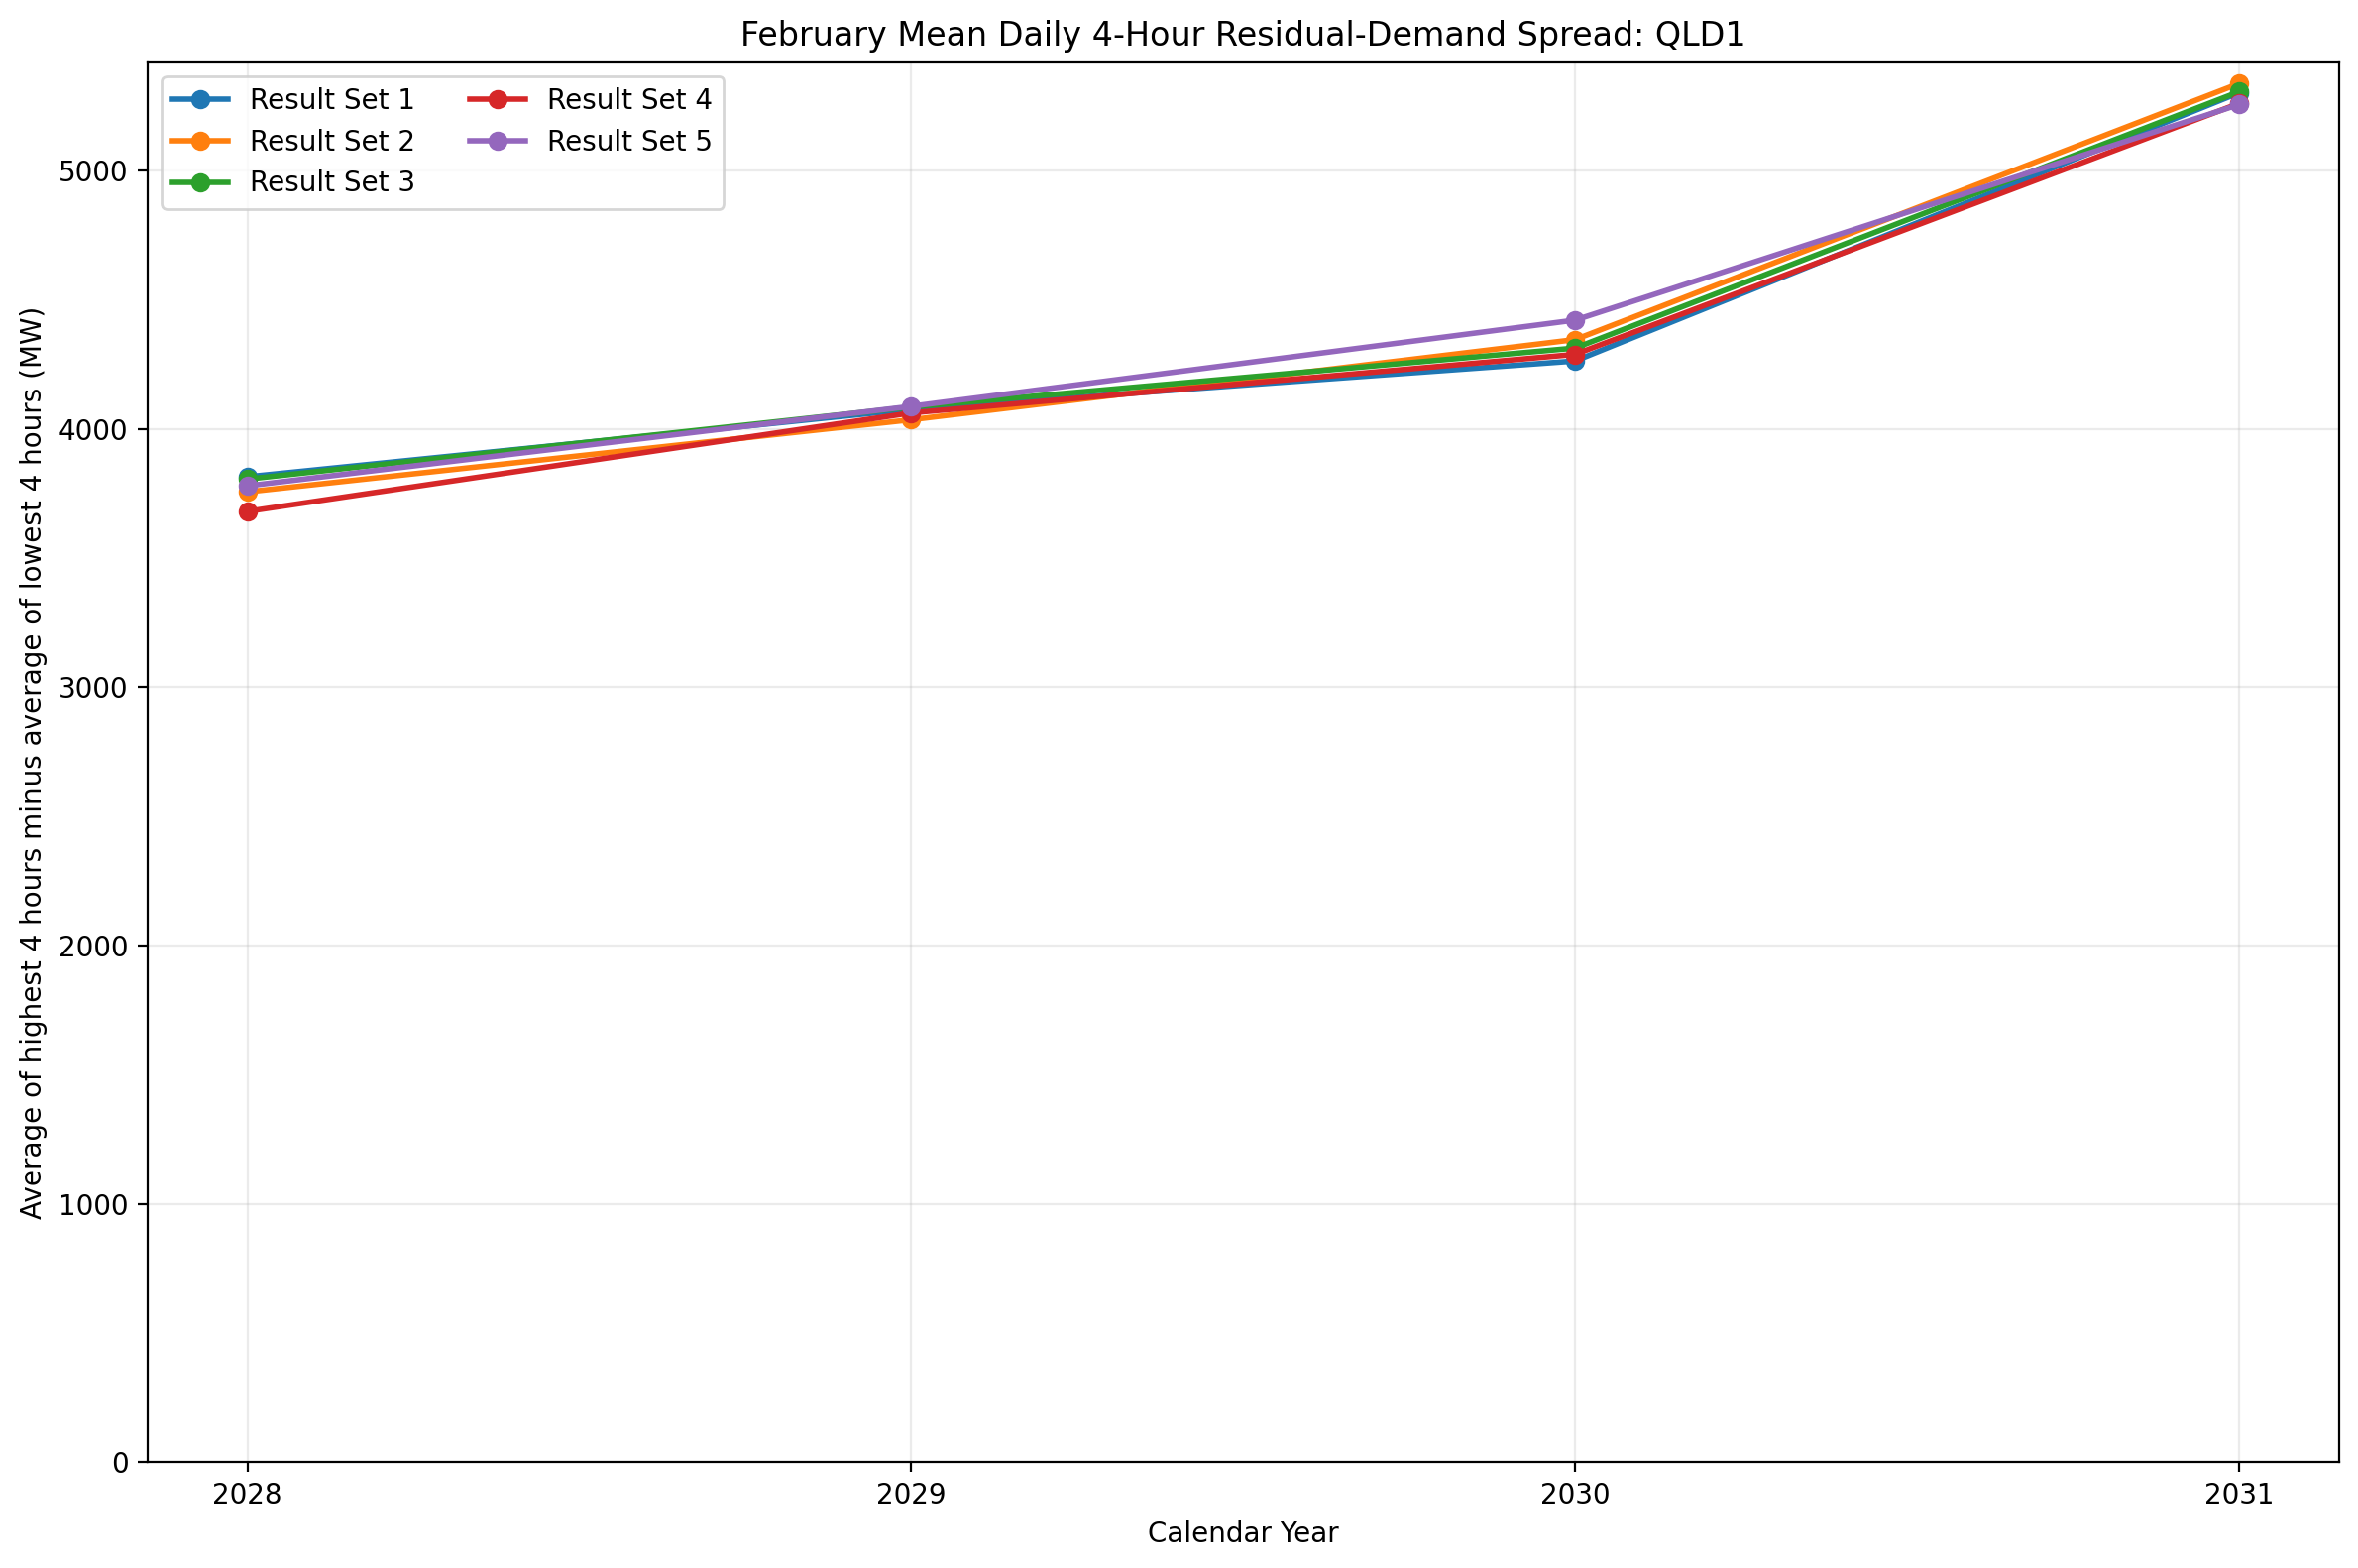 February Mean Daily 4-Hour Residual-Demand Spread: QLD1
Result Set 1
Result Set 2
Result Set 3
Result Set 4
Result Set 5
Average of highest 4 hours minus average of lowest 4 hours (MW)
5000
4000
3000
2000
1000
0
2028 2029 2030 2031
Calendar Year